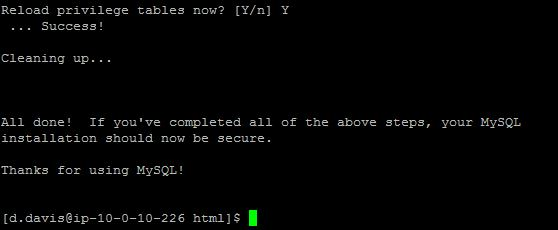 Reload privilege tables now? [Y/n] Y
 ... Success!
Cleaning up...
All done!  If you've completed all of the above steps, your MySQL
installation should now be secure.
Thanks for using MySQL!
[d.davis@ip-10-0-10-226 html]$